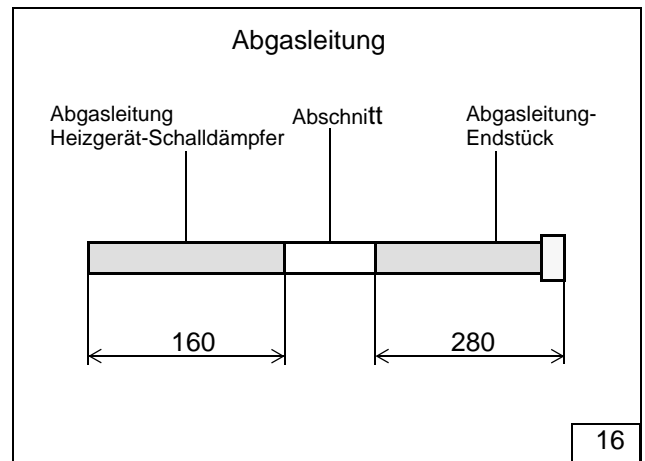 Abgasleitung
Abgasleitung
Heizgerät-Schalldämpfer
Abschnitt
Abgasleitung-
Endstück
160
280
16